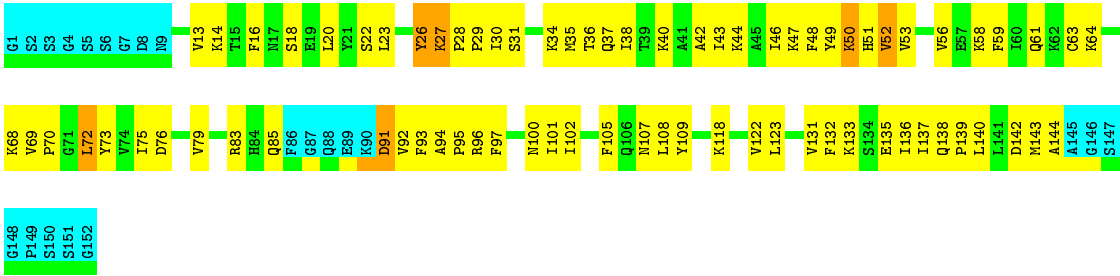 G1 S2 S3 G4 S5 S6 G7 D8 N9 V13 K14 T15 F16 N17 S18 E19 L20 Y21 S22 L23 Y26 K27 P28 P29 I30 S31 K34 M35 T36 Q37 I38 T39 K40 A41 A42 I43 K44 A45 I46 K47 F48 Y49 K50 H51 V52 V53 V56 E57 K58 F59 I60 Q61 K62 C63 K64
K68 V69 P70 G71 I72 Y73 V74 I75 D76 V79 R83 H84 Q85 F86 G87 Q88 E89 K90 D91 V92 F93 A94 P95 R96 F97 N100 I101 I102 F105 Q106 N107 L108 Y109 K118 V122 L123 V131 F132 K133 S134 E135 I136 I137 Q138 P139 L140 L141 D142 M143 A144 A145 G146 S147
G148 P149 S150 S151 G152